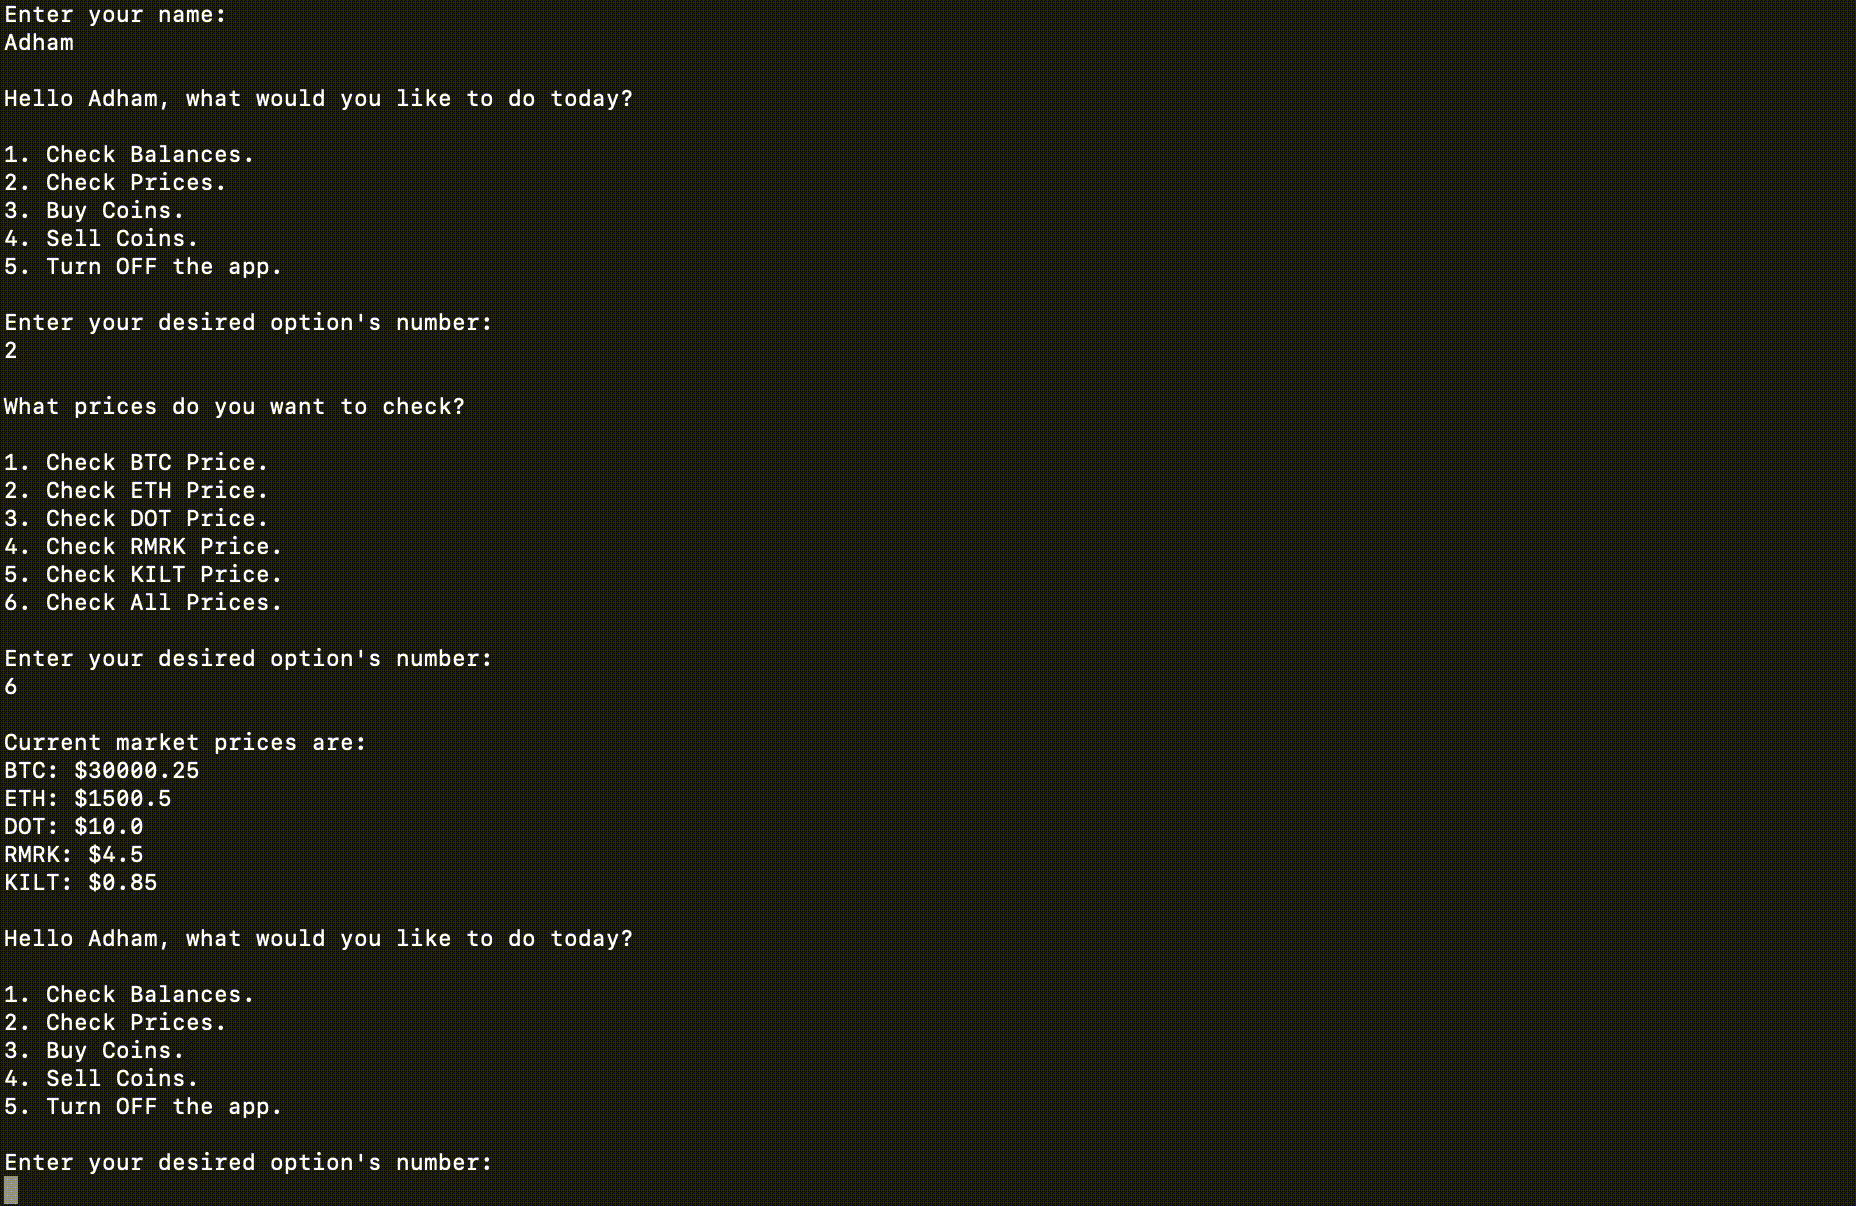 Enter your name:
Adham
Hello Adham, what would you like to do today?
1. Check Balances.
2. Check Prices.
3. Buy Coins.
4. Sell Coins.
5. Turn OFF the app.
Enter your desired option's number:
2
What prices do you want to check?
1. Check BTC Price.
2. Check ETH Price.
3. Check DOT Price.
4. Check RMRK Price.
5. Check KILT Price.
6. Check All Prices.
Enter your desired option's number:
6
Current market prices are:
BTC: $30000.25
ETH: $1500.5
DOT: $10.0
RMRK: $4.5
KILT: $0.85
Hello Adham, what would you like to do today?
1. Check Balances.
2. Check Prices.
3. Buy Coins.
4. Sell Coins.
5. Turn OFF the app.
Enter your desired option's number: